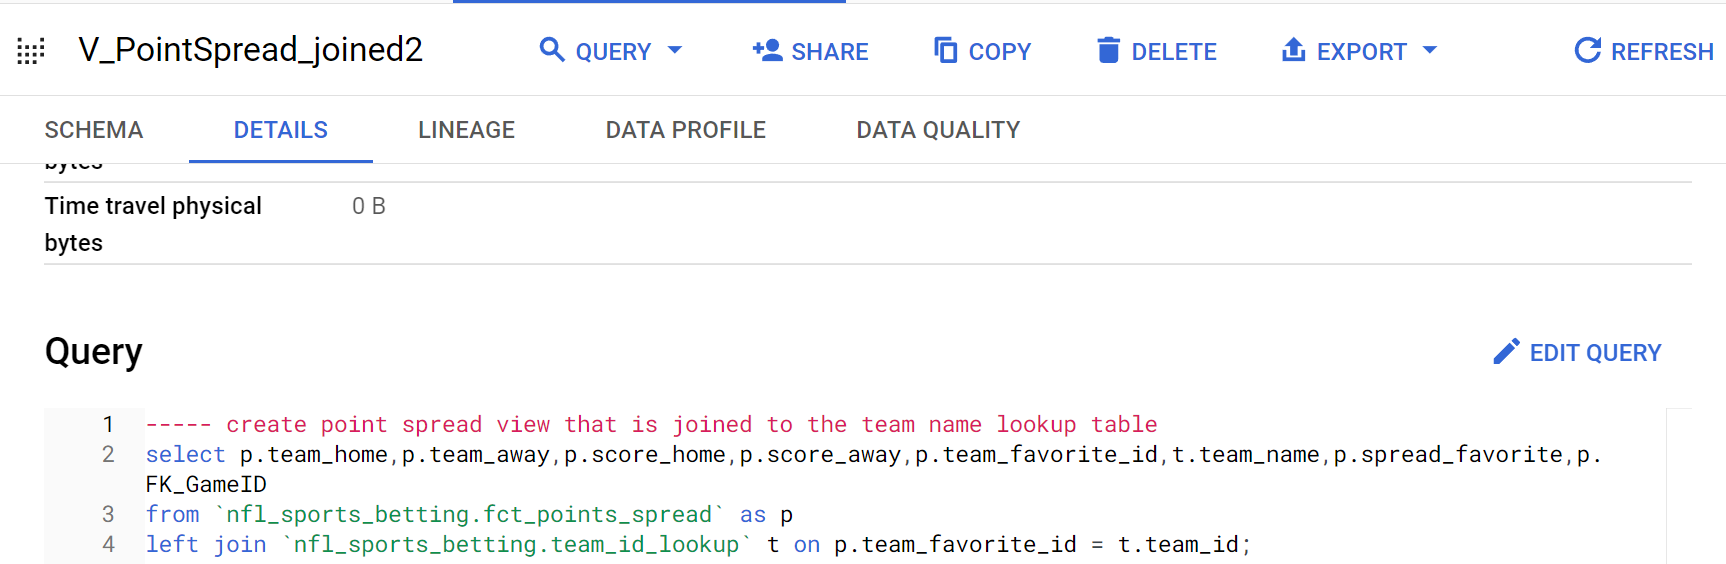 V_PointSpread_joined2 QUERY SHARE COPY DELETE EXPORT REFRESH
SCHEMA DETAILS LINEAGE DATA PROFILE DATA QUALITY
bytes
Time travel physical 0 B
bytes
Query EDIT QUERY
1 ----- create point spread view that is joined to the team name lookup table
2 select p.team_home,p.team_away,p.score_home,p.score_away,p.team_favorite_id,t.team_name,p.spread_favorite,p.
FK_GameID
3 from `nfl_sports_betting.fct_points_spread` as p
4 left join `nfl_sports_betting.team_id_lookup` t on p.team_favorite_id = t.team_id;